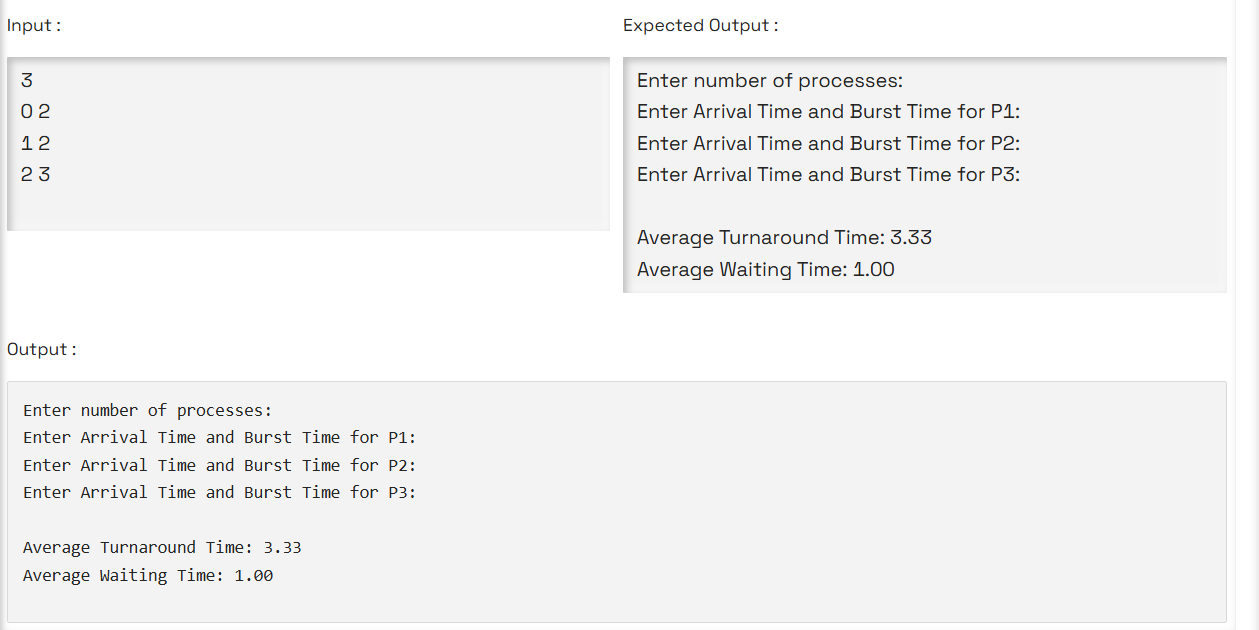 Input :
3
0 2
1 2
2 3
Expected Output :
Enter number of processes:
Enter Arrival Time and Burst Time for P1:
Enter Arrival Time and Burst Time for P2:
Enter Arrival Time and Burst Time for P3:
Average Turnaround Time: 3.33
Average Waiting Time: 1.00
Output :
Enter number of processes:
Enter Arrival Time and Burst Time for P1:
Enter Arrival Time and Burst Time for P2:
Enter Arrival Time and Burst Time for P3:
Average Turnaround Time: 3.33
Average Waiting Time: 1.00